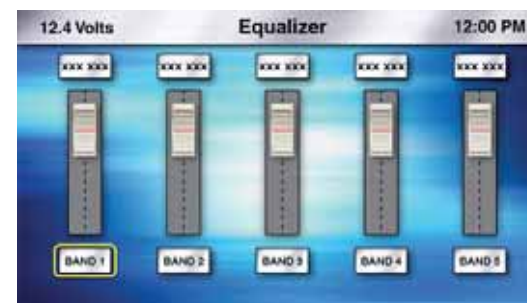 12.4 Volts Equalizer 12:00 PM
xxx xxx xxx xxx xxx xxx xxx xxx xxx xxx
BAND 1 BAND 2 BAND 3 BAND 4 BAND 5